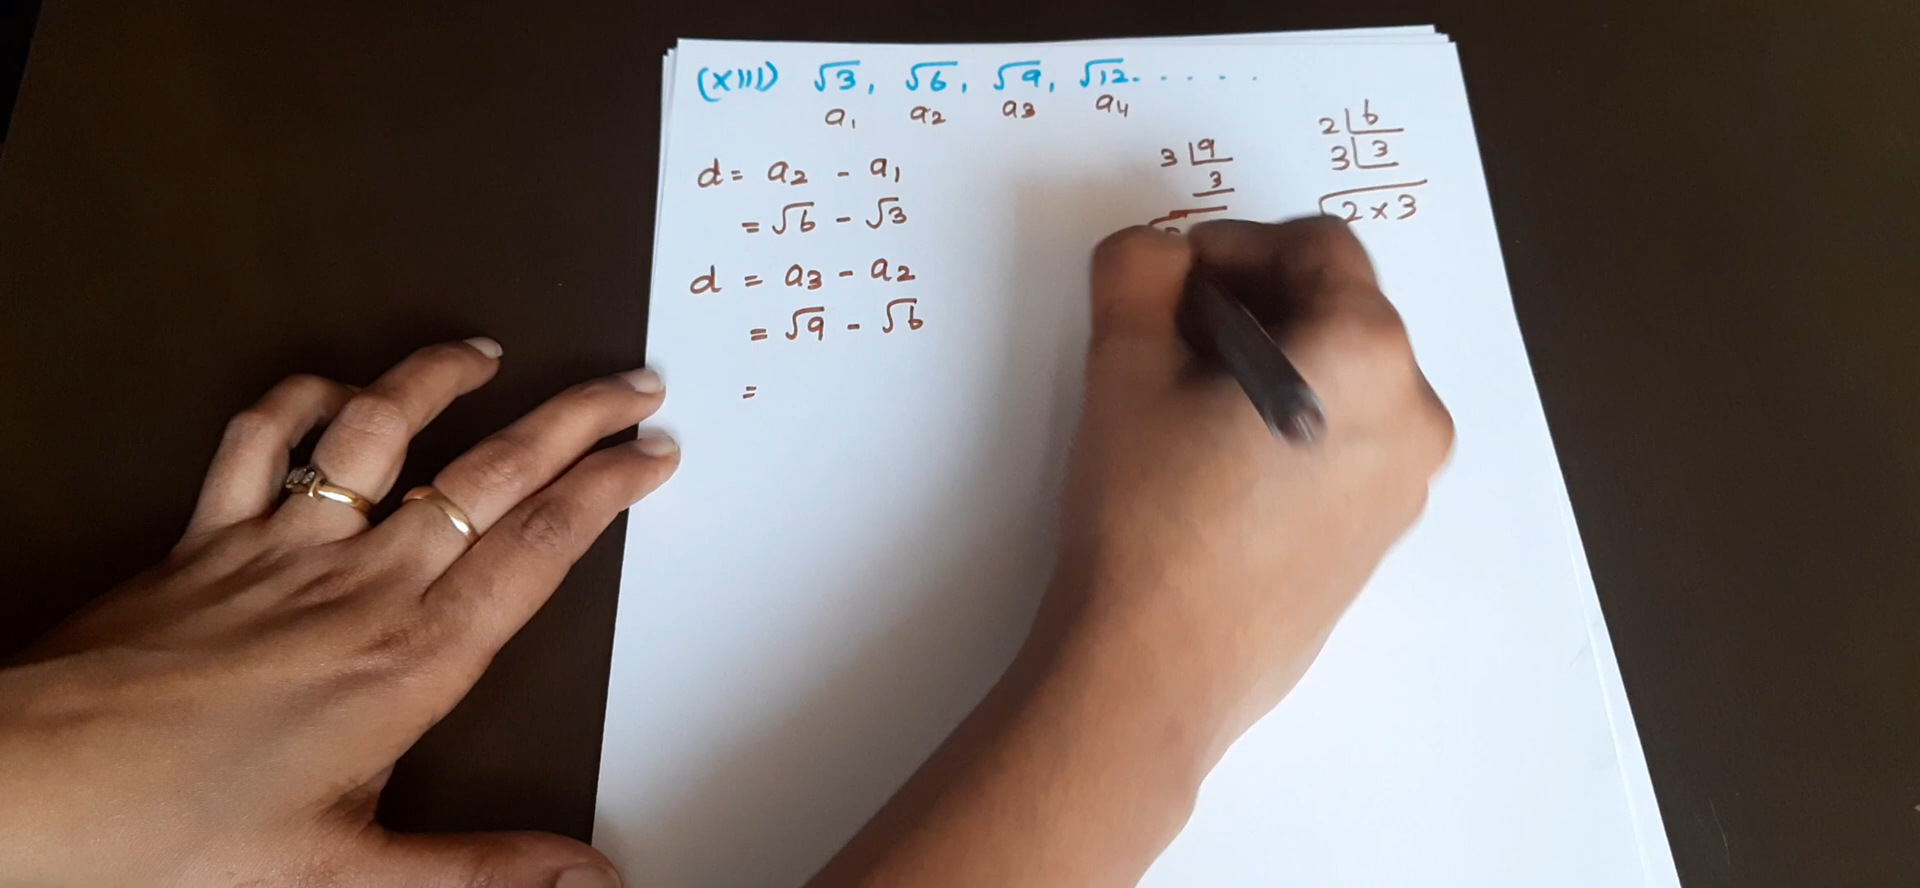 (XIII) √3, √6, √9, √12. . . . .
a1 a2 a3 a4
d = a2 - a1
= √6 - √3
d = a3 - a2
= √9 - √6
=
3 | 9
3
2 | 6
3 | 3
√2 × 3